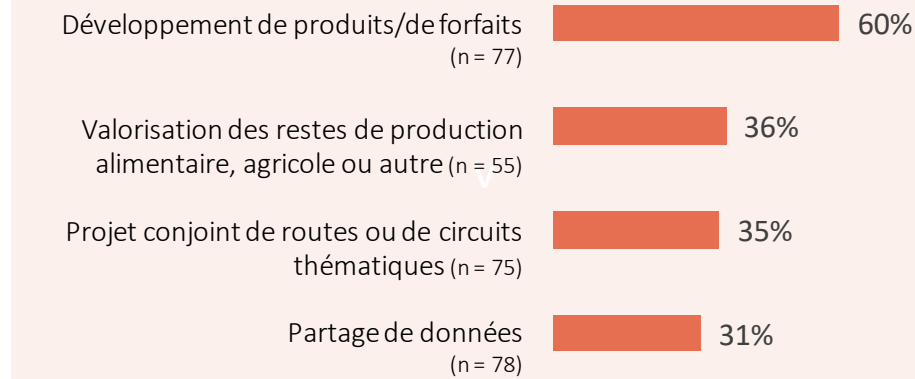 Développement de produits/de forfaits 60%
(n = 77)
Valorisation des restes de production 36%
alimentaire, agricole ou autre (n = 55)
v
Projet conjoint de routes ou de circuits 35%
thématiques (n = 75)
Partage de données 31%
(n = 78)